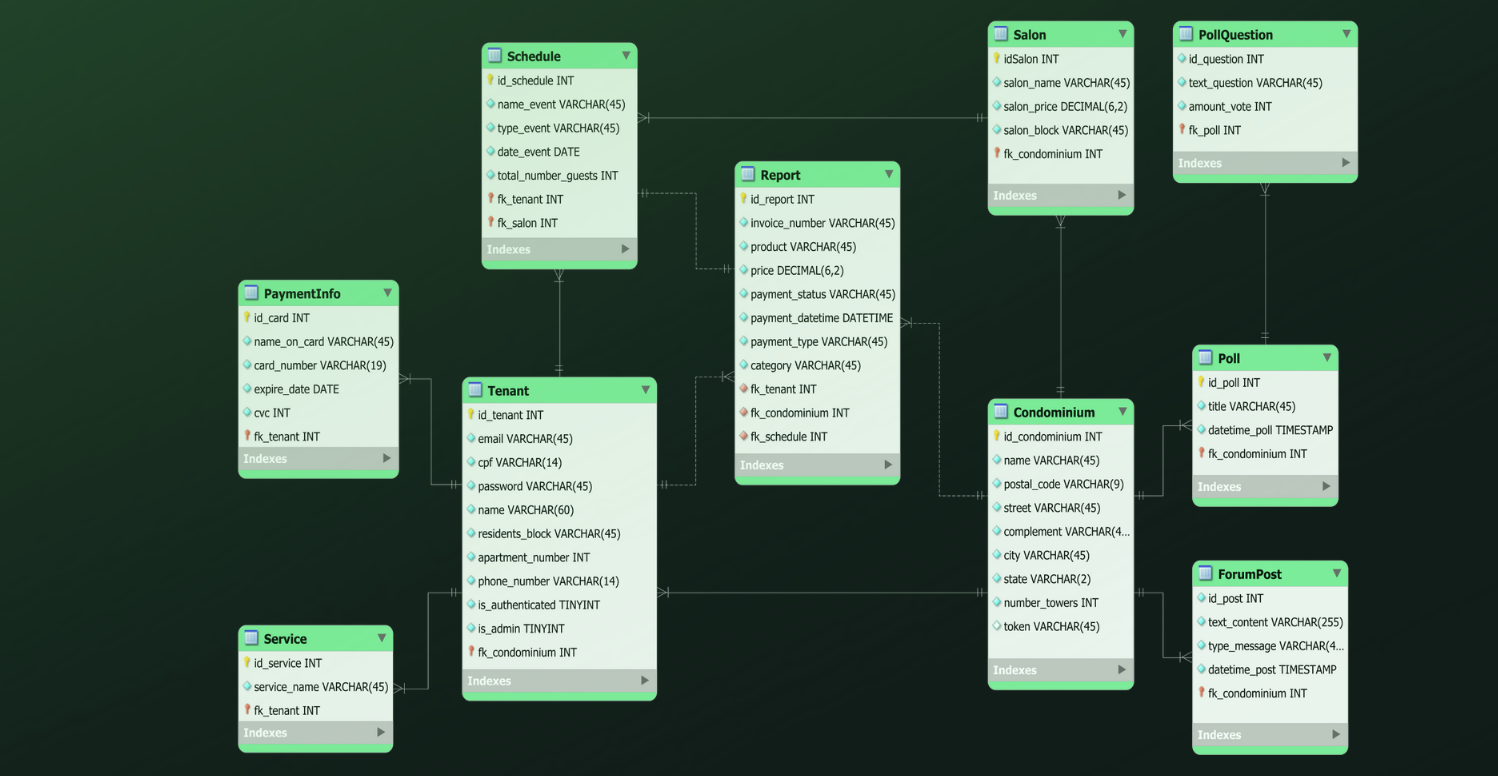 Schedule
id_schedule INT
name_event VARCHAR(45)
type_event VARCHAR(45)
date_event DATE
total_number_guests INT
fk_tenant INT
fk_salon INT
Indexes
Salon
idSalon INT
salon_name VARCHAR(45)
salon_price DECIMAL(6,2)
salon_block VARCHAR(45)
fk_condominium INT
Indexes
PollQuestion
id_question INT
text_question VARCHAR(45)
amount_vote INT
fk_poll INT
Indexes
Report
id_report INT
invoice_number VARCHAR(45)
product VARCHAR(45)
price DECIMAL(6,2)
payment_status VARCHAR(45)
payment_datetime DATETIME
payment_type VARCHAR(45)
category VARCHAR(45)
fk_tenant INT
fk_condominium INT
fk_schedule INT
Indexes
PaymentInfo
id_card INT
name_on_card VARCHAR(45)
card_number VARCHAR(19)
expire_date DATE
cvc INT
fk_tenant INT
Indexes
Tenant
id_tenant INT
email VARCHAR(45)
cpf VARCHAR(14)
password VARCHAR(45)
name VARCHAR(60)
residents_block VARCHAR(45)
apartment_number INT
phone_number VARCHAR(14)
is_authenticated TINYINT
is_admin TINYINT
fk_condominium INT
Indexes
Condominium
id_condominium INT
name VARCHAR(45)
postal_code VARCHAR(9)
street VARCHAR(45)
complement VARCHAR(4...
city VARCHAR(45)
state VARCHAR(2)
number_towers INT
token VARCHAR(45)
Indexes
Poll
id_poll INT
title VARCHAR(45)
datetime_poll TIMESTAMP
fk_condominium INT
Indexes
ForumPost
id_post INT
text_content VARCHAR(255)
type_message VARCHAR(4...
datetime_post TIMESTAMP
fk_condominium INT
Indexes
Service
id_service INT
service_name VARCHAR(45)
fk_tenant INT
Indexes